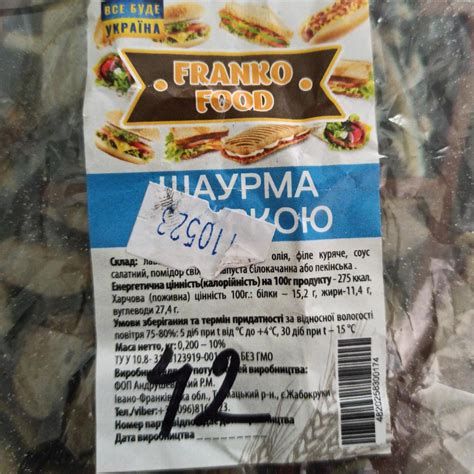 ВСЕ БУДЕ
УКРАЇНА
FRANKO
FOOD
ШАУРМА
КОЮ
110523
Склад: олія, філе куряче, соус
салатний, помідор капуста білокачанна або пекінська .
Енергетична цінність(калорійність) на 100г продукту - 275 ккал.
Харчова (поживна) цінність 100г.: білки – 15,2 г, жири-11,4 г,
вуглеводи 27,4 г.
Умови зберігання та термін придатності за відносної вологості
повітря 75-80%: 5 діб при t від °C до +4°C, 30 діб при t – 15 °C
Маса нетто, кг: 0,200 – 10%
ТУ У 10.8- БЕЗ ГМО
12
ФОП Р.М.
Івано-Франківська обл., р-н, с.Жабокруки
Тел./viber:
Номер партії
Дата виробництва
4820258300174